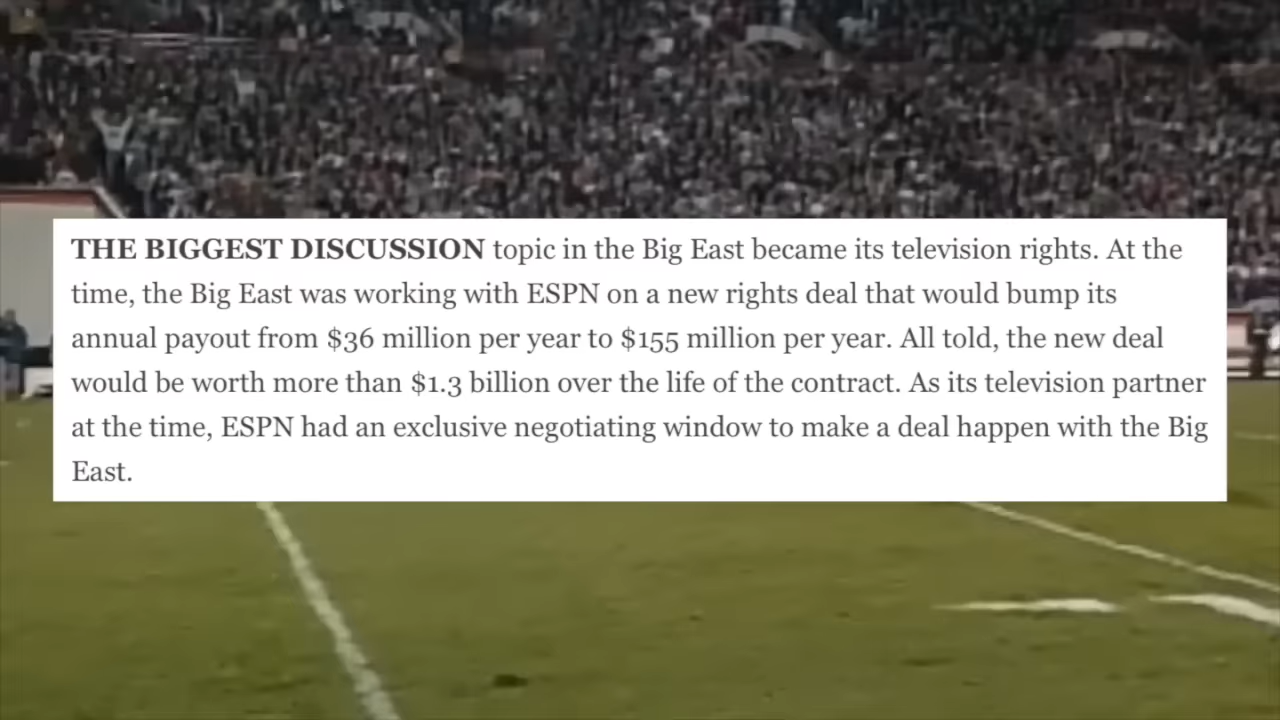 THE BIGGEST DISCUSSION topic in the Big East became its television rights. At the
time, the Big East was working with ESPN on a new rights deal that would bump its
annual payout from $36 million per year to $155 million per year. All told, the new deal
would be worth more than $1.3 billion over the life of the contract. As its television partner
at the time, ESPN had an exclusive negotiating window to make a deal happen with the Big
East.